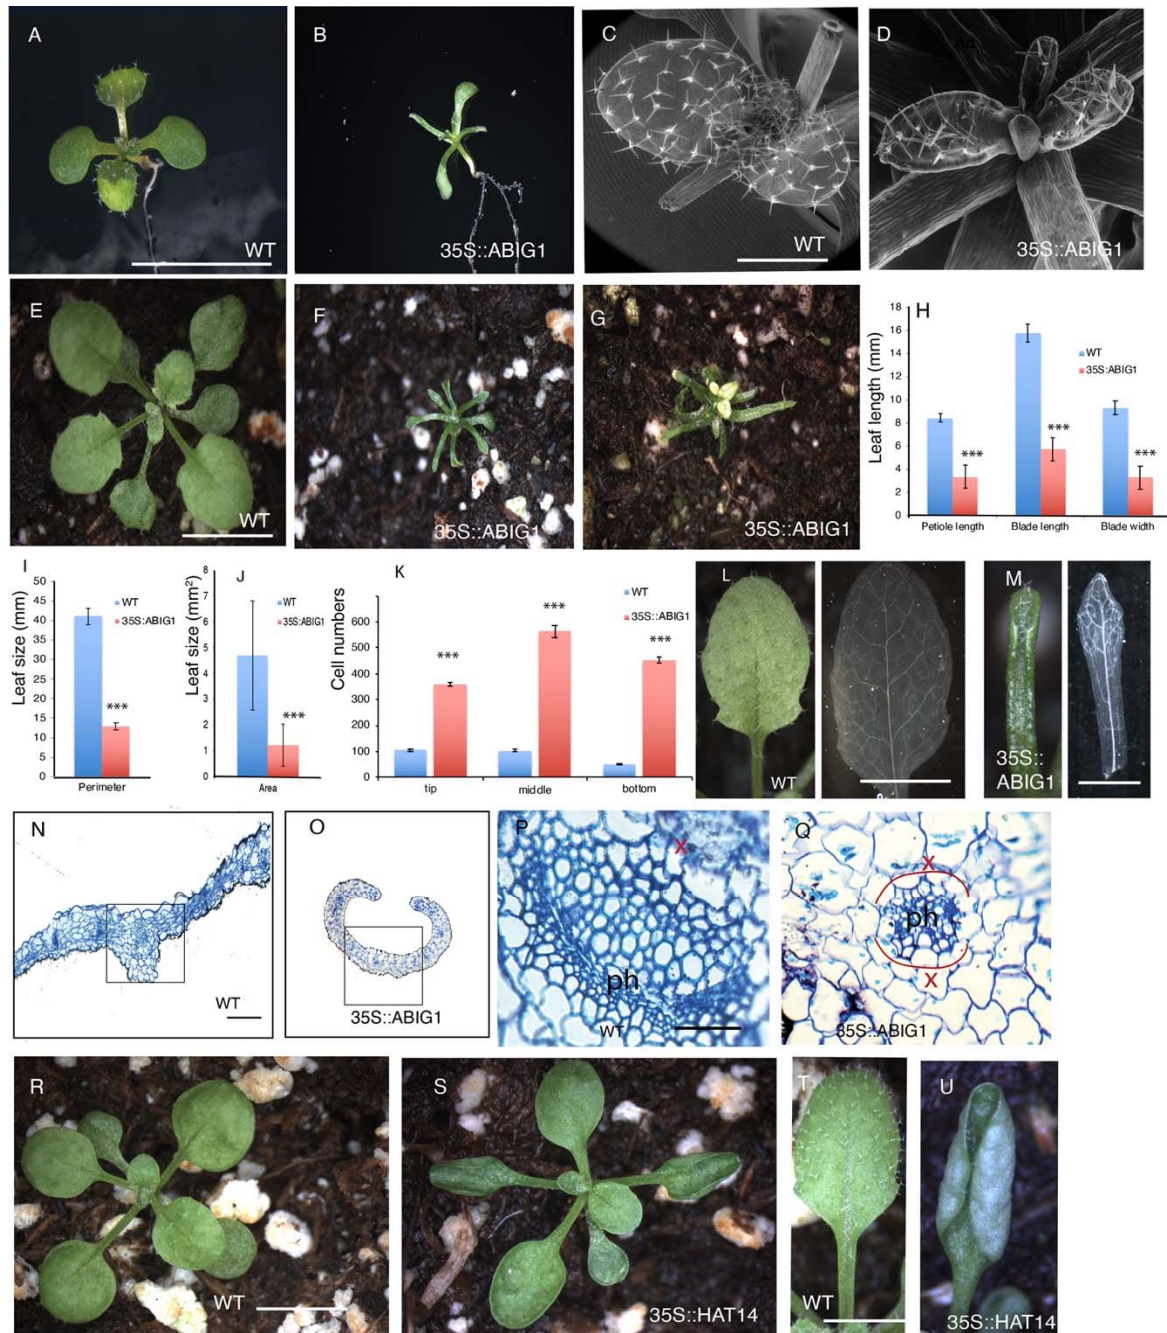 A
WT
B
35S::ABIG1
C
WT
D
35S::ABIG1
E
WT
F
35S::ABIG1
G
35S::ABIG1
H
Leaf length (mm)
18
16
14
12
10
8
6
4
2
0
WT
35S:ABIG1
***
***
***
Petiole length
Blade length
Blade width
I
Leaf size (mm)
50
45
40
35
30
25
20
15
10
5
0
WT
35S:ABIG1
***
Perimeter
J
Leaf size (mm²)
8
7
6
5
4
3
2
1
0
WT
35S:ABIG1
***
Area
K
Cell numbers
600
500
400
300
200
100
0
WT
35S::ABIG1
***
***
***
tip
middle
bottom
L
WT
M
35S::
ABIG1
N
WT
O
35S::ABIG1
P
x
ph
WT
Q
x
ph
x
35S::ABIG1
R
WT
S
35S::HAT14
T
WT
U
35S::HAT14